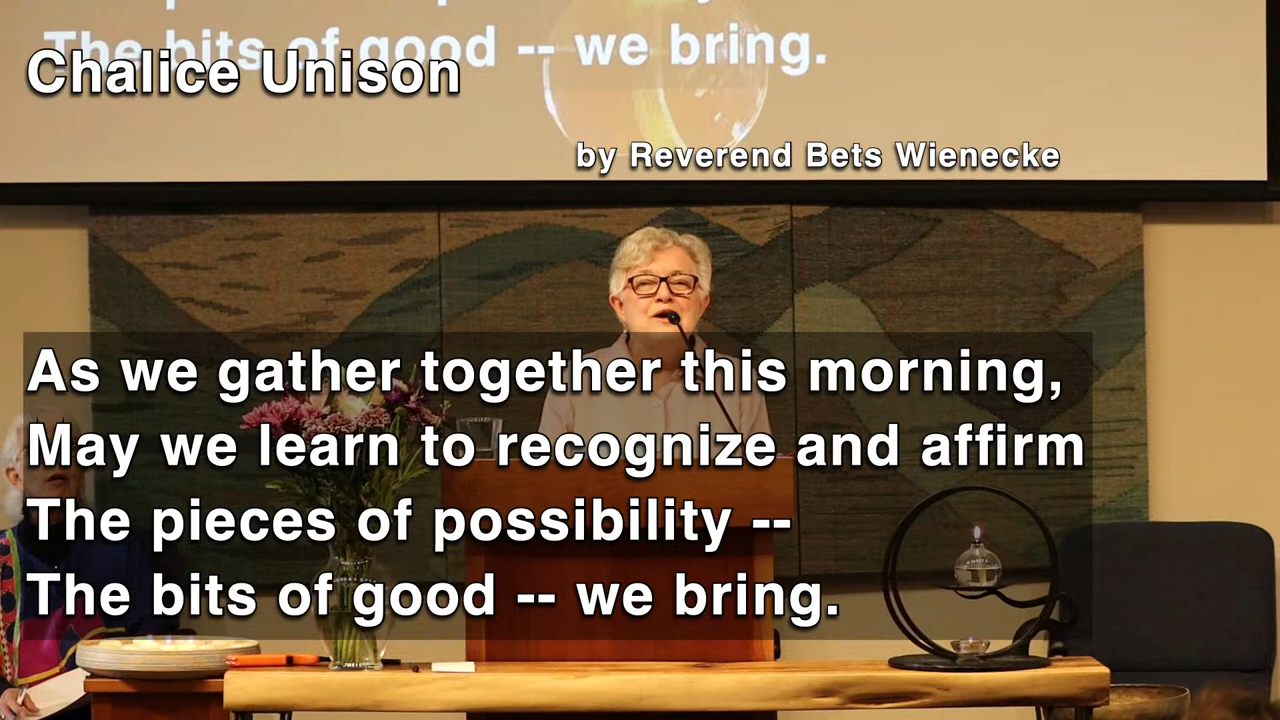 The bits of good -- we bring.
Chalice Unison
by Reverend Bets Wienecke
As we gather together this morning,
May we learn to recognize and affirm
The pieces of possibility --
The bits of good -- we bring.